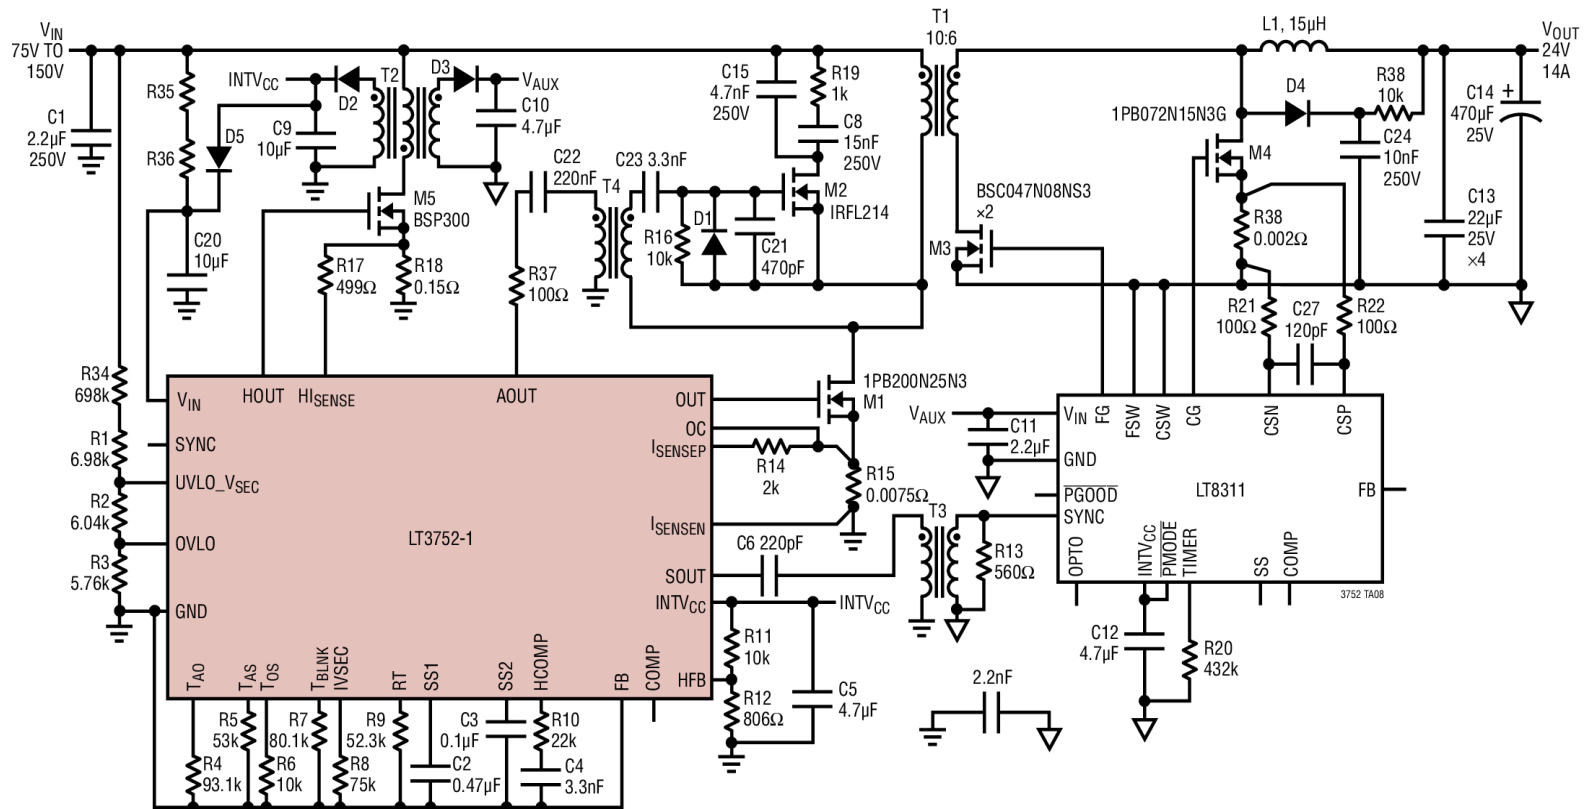 VIN
75V TO
150V
C1
2.2µF
250V
R35
R36
INTVCC
D2
D5
C9
10µF
T2
D3
VAUX
C10
4.7µF
C20
10µF
M5
BSP300
R17
499Ω
R18
0.15Ω
C22
220nF
T4
R37
100Ω
C23 3.3nF
R16
10k
D1
C21
470pF
M2
IRFL214
C15
4.7nF
250V
R19
1k
C8
15nF
250V
T1
10:6
BSC047N08NS3
×2
M3
L1, 15µH
VOUT
24V
14A
1PB072N15N3G
M4
D4
R38
10k
C24
10nF
250V
C14
470µF
25V
+
C13
22µF
25V
×4
R38
0.002Ω
R21
100Ω
C27
120pF
R22
100Ω
R34
698k
R1
6.98k
R2
6.04k
R3
5.76k
VIN
SYNC
UVLO_VSEC
OVLO
GND
HOUT
HISENSE
AOUT
OUT
OC
ISENSEP
ISENSEN
SOUT
INTVCC
HFB
LT3752-1
TAO
TAS
TOS
TBLNK
IVSEC
RT
SS1
SS2
HCOMP
FB
COMP
1PB200N25N3
M1
R14
2k
R15
0.0075Ω
C6 220pF
T3
R13
560Ω
INTVCC
R11
10k
R12
806Ω
C5
4.7µF
R5
53k
R4
93.1k
R6
10k
R7
80.1k
R8
75k
R9
52.3k
C2
0.47µF
C3
0.1µF
R10
22k
C4
3.3nF
2.2nF
VAUX
C11
2.2µF
VIN
GND
PGOOD
SYNC
FG
FSW
CSW
CG
CSN
CSP
LT8311
FB
OPTO
INTVCC
PMODE
TIMER
SS
COMP
3752 TA08
C12
4.7µF
R20
432k